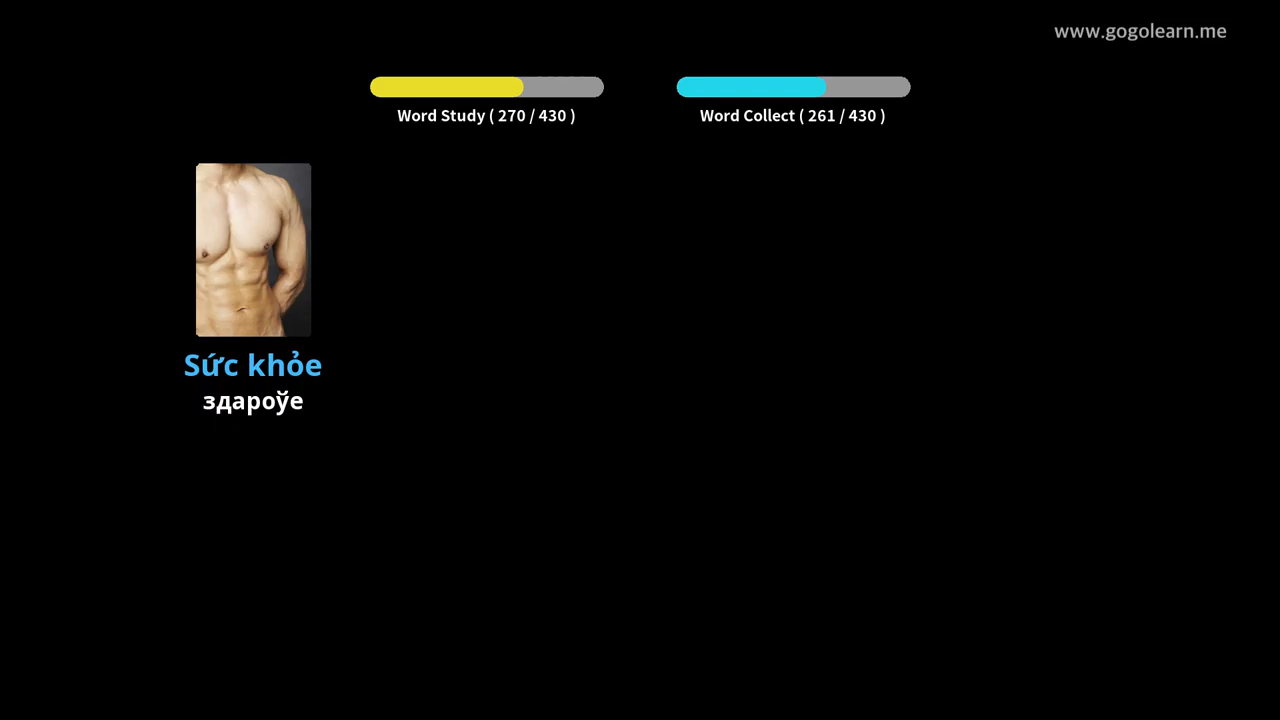 www.gogolearn.me
Word Study ( 270 / 430 )
Word Collect ( 261 / 430 )
Sức khỏe
здароўе